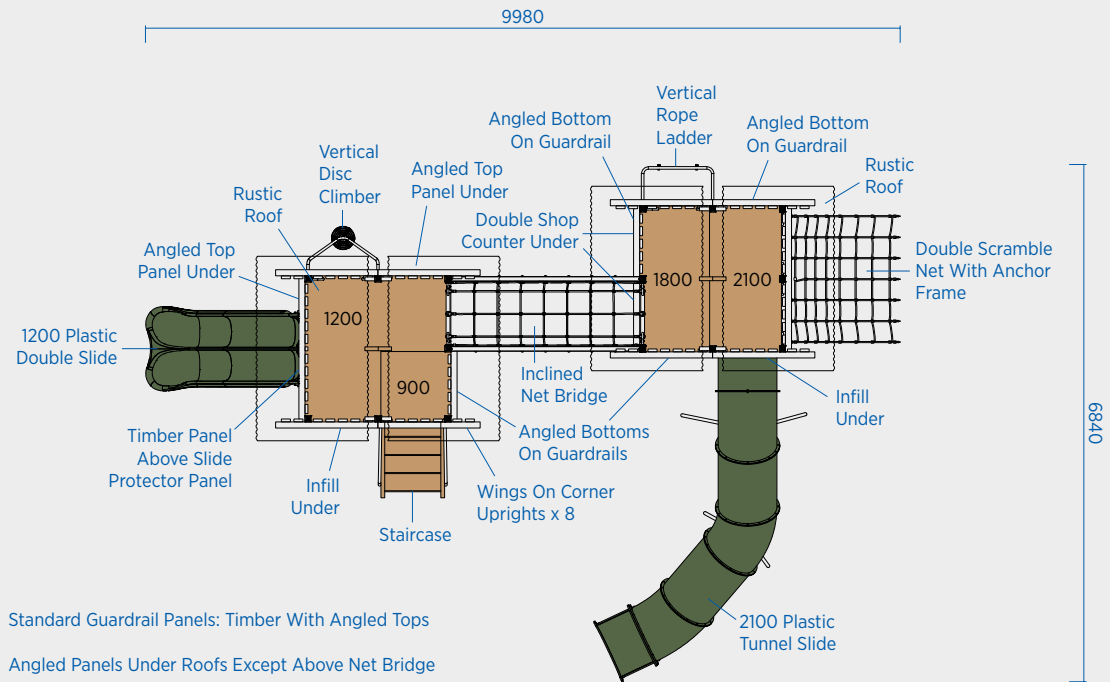 9980
Vertical
Rope
Ladder
Angled Bottom
On Guardrail
Angled Bottom
On Guardrail
Vertical
Disc
Climber
Angled Top
Panel Under
Rustic
Roof
Rustic
Roof
Double Shop
Counter Under
Angled Top
Panel Under
Double Scramble
Net With Anchor
Frame
1800
2100
1200
1200 Plastic
Double Slide
900
Inclined
Net Bridge
Infill
Under
6840
Timber Panel
Above Slide
Protector Panel
Angled Bottoms
On Guardrails
Infill
Under
Wings On Corner
Uprights x 8
Staircase
Standard Guardrail Panels: Timber With Angled Tops
2100 Plastic
Tunnel Slide
Angled Panels Under Roofs Except Above Net Bridge